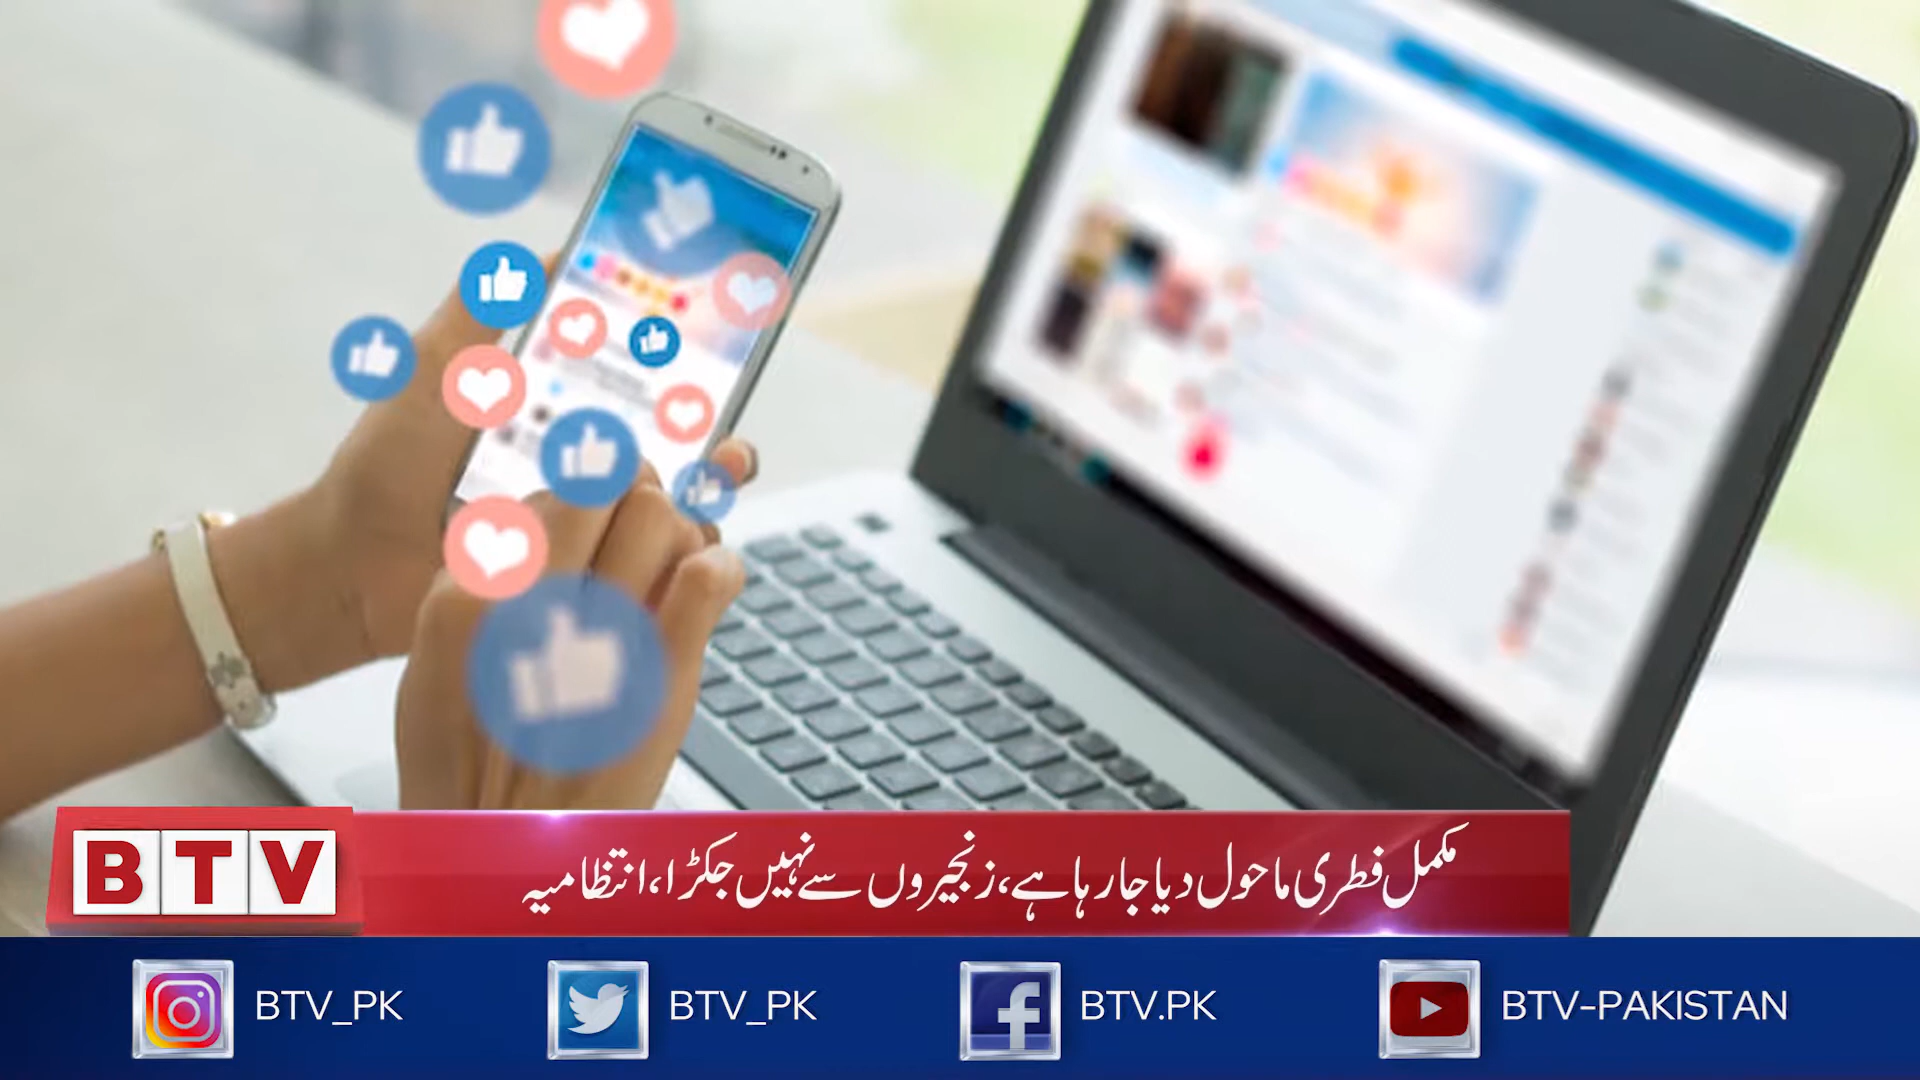 مکمل فطری ماحول دیا جا رہا ہے، زنجیروں سے نہیں جکڑا، انتظامیہ
BTV
BTV_PK
BTV_PK
BTV.PK
BTV-PAKISTAN